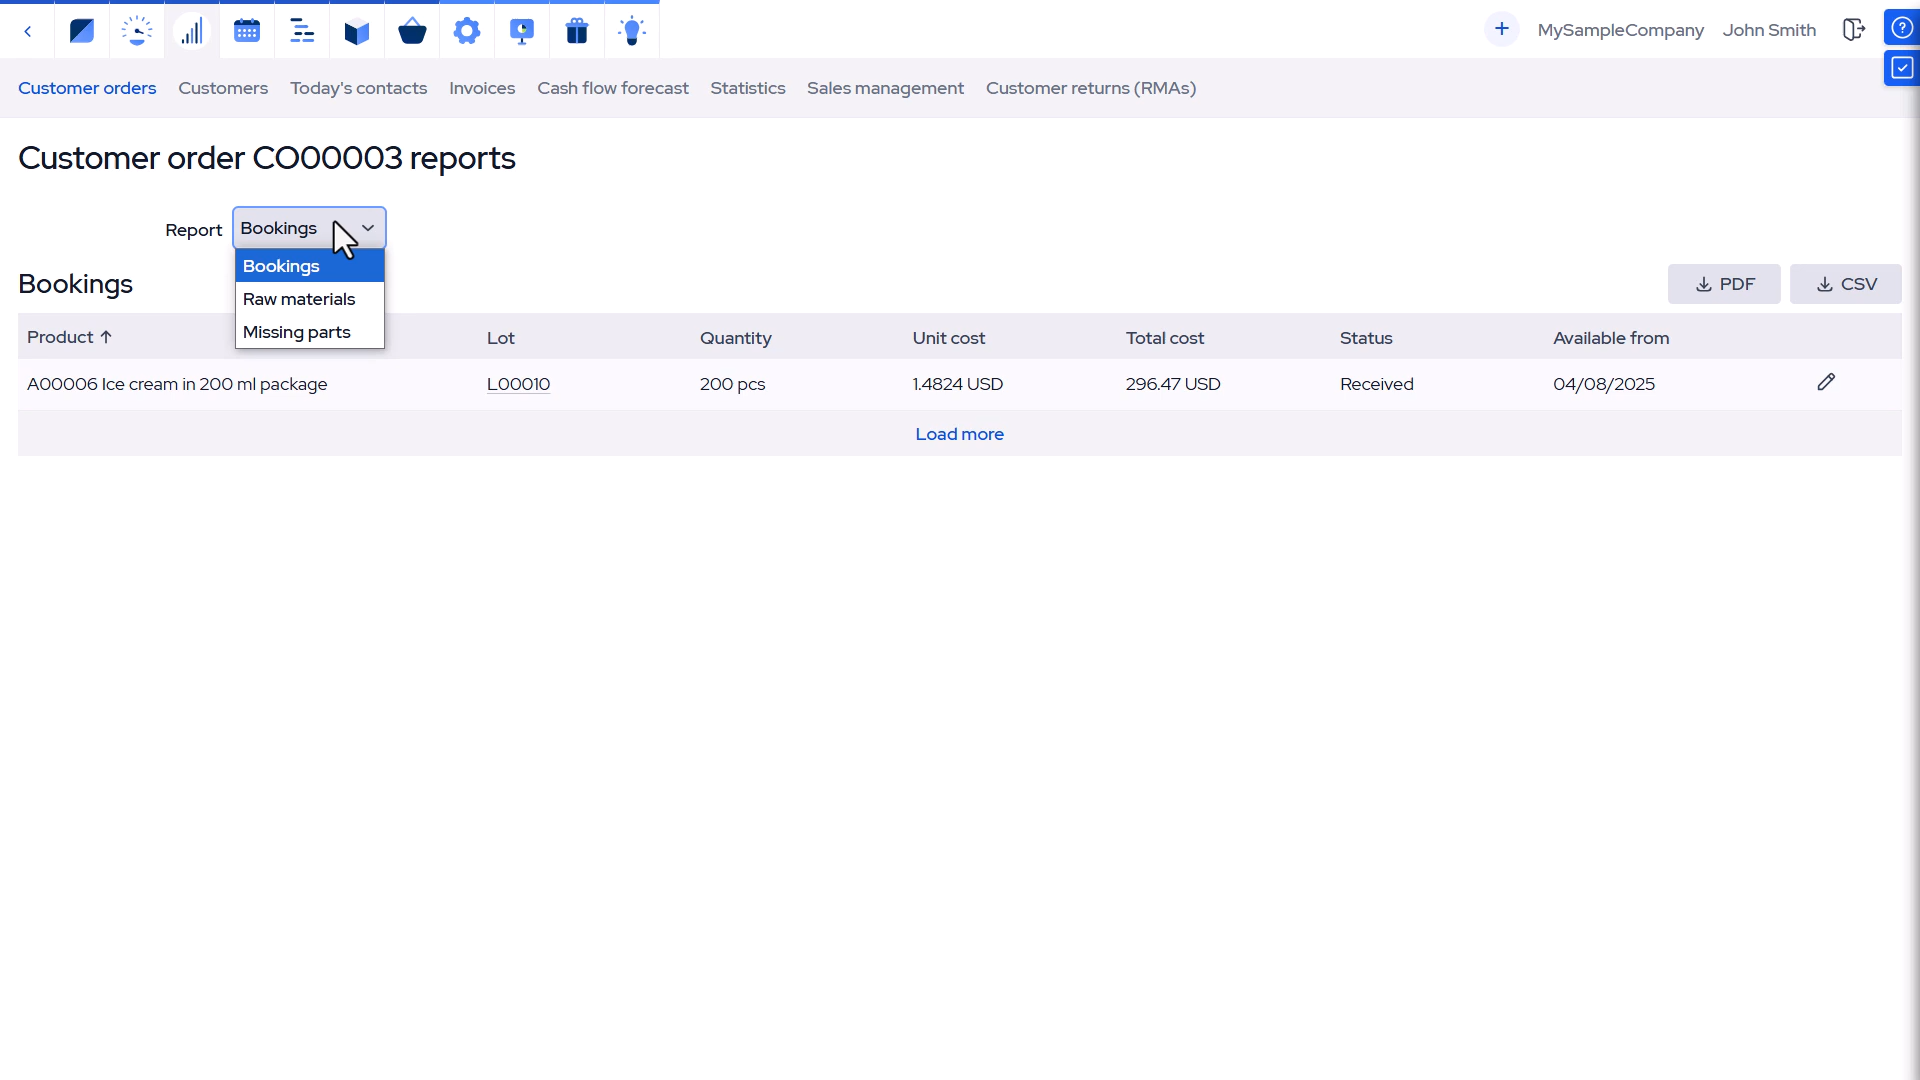 MySampleCompany John Smith
Customer orders Customers Today's contacts Invoices Cash flow forecast Statistics Sales management Customer returns (RMAs)
Customer order CO00003 reports
Report Bookings
Bookings
Raw materials
Missing parts
Bookings
PDF CSV
Product ↑ Lot Quantity Unit cost Total cost Status Available from
A00006 Ice cream in 200 ml package L00010 200 pcs 1.4824 USD 296.47 USD Received 04/08/2025
Load more